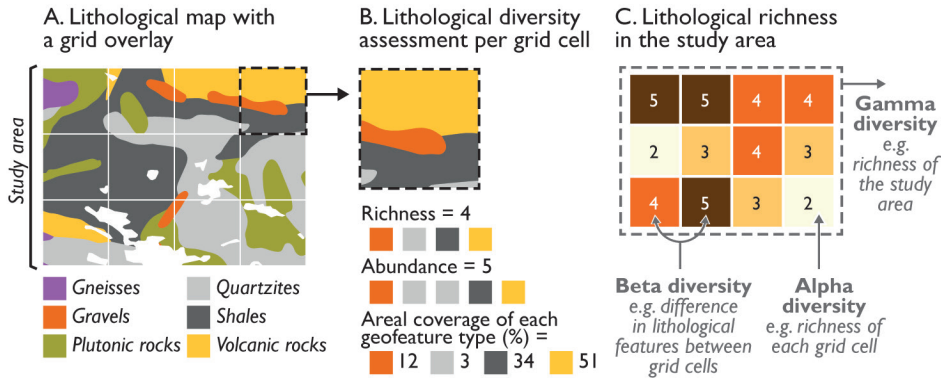 A. Lithological map with
a grid overlay
Study area
Gneisses
Gravels
Plutonic rocks
Quartzites
Shales
Volcanic rocks
B. Lithological diversity
assessment per grid cell
Richness = 4
Abundance = 5
Areal coverage of each
geofeature type (%) =
12 3 34 51
C. Lithological richness
in the study area
5 5 4 4
2 3 4 3
4 5 3 2
Gamma
diversity
e.g.
richness of
the study
area
Beta diversity
e.g. difference
in lithological
features between
grid cells
Alpha
diversity
e.g. richness of
each grid cell